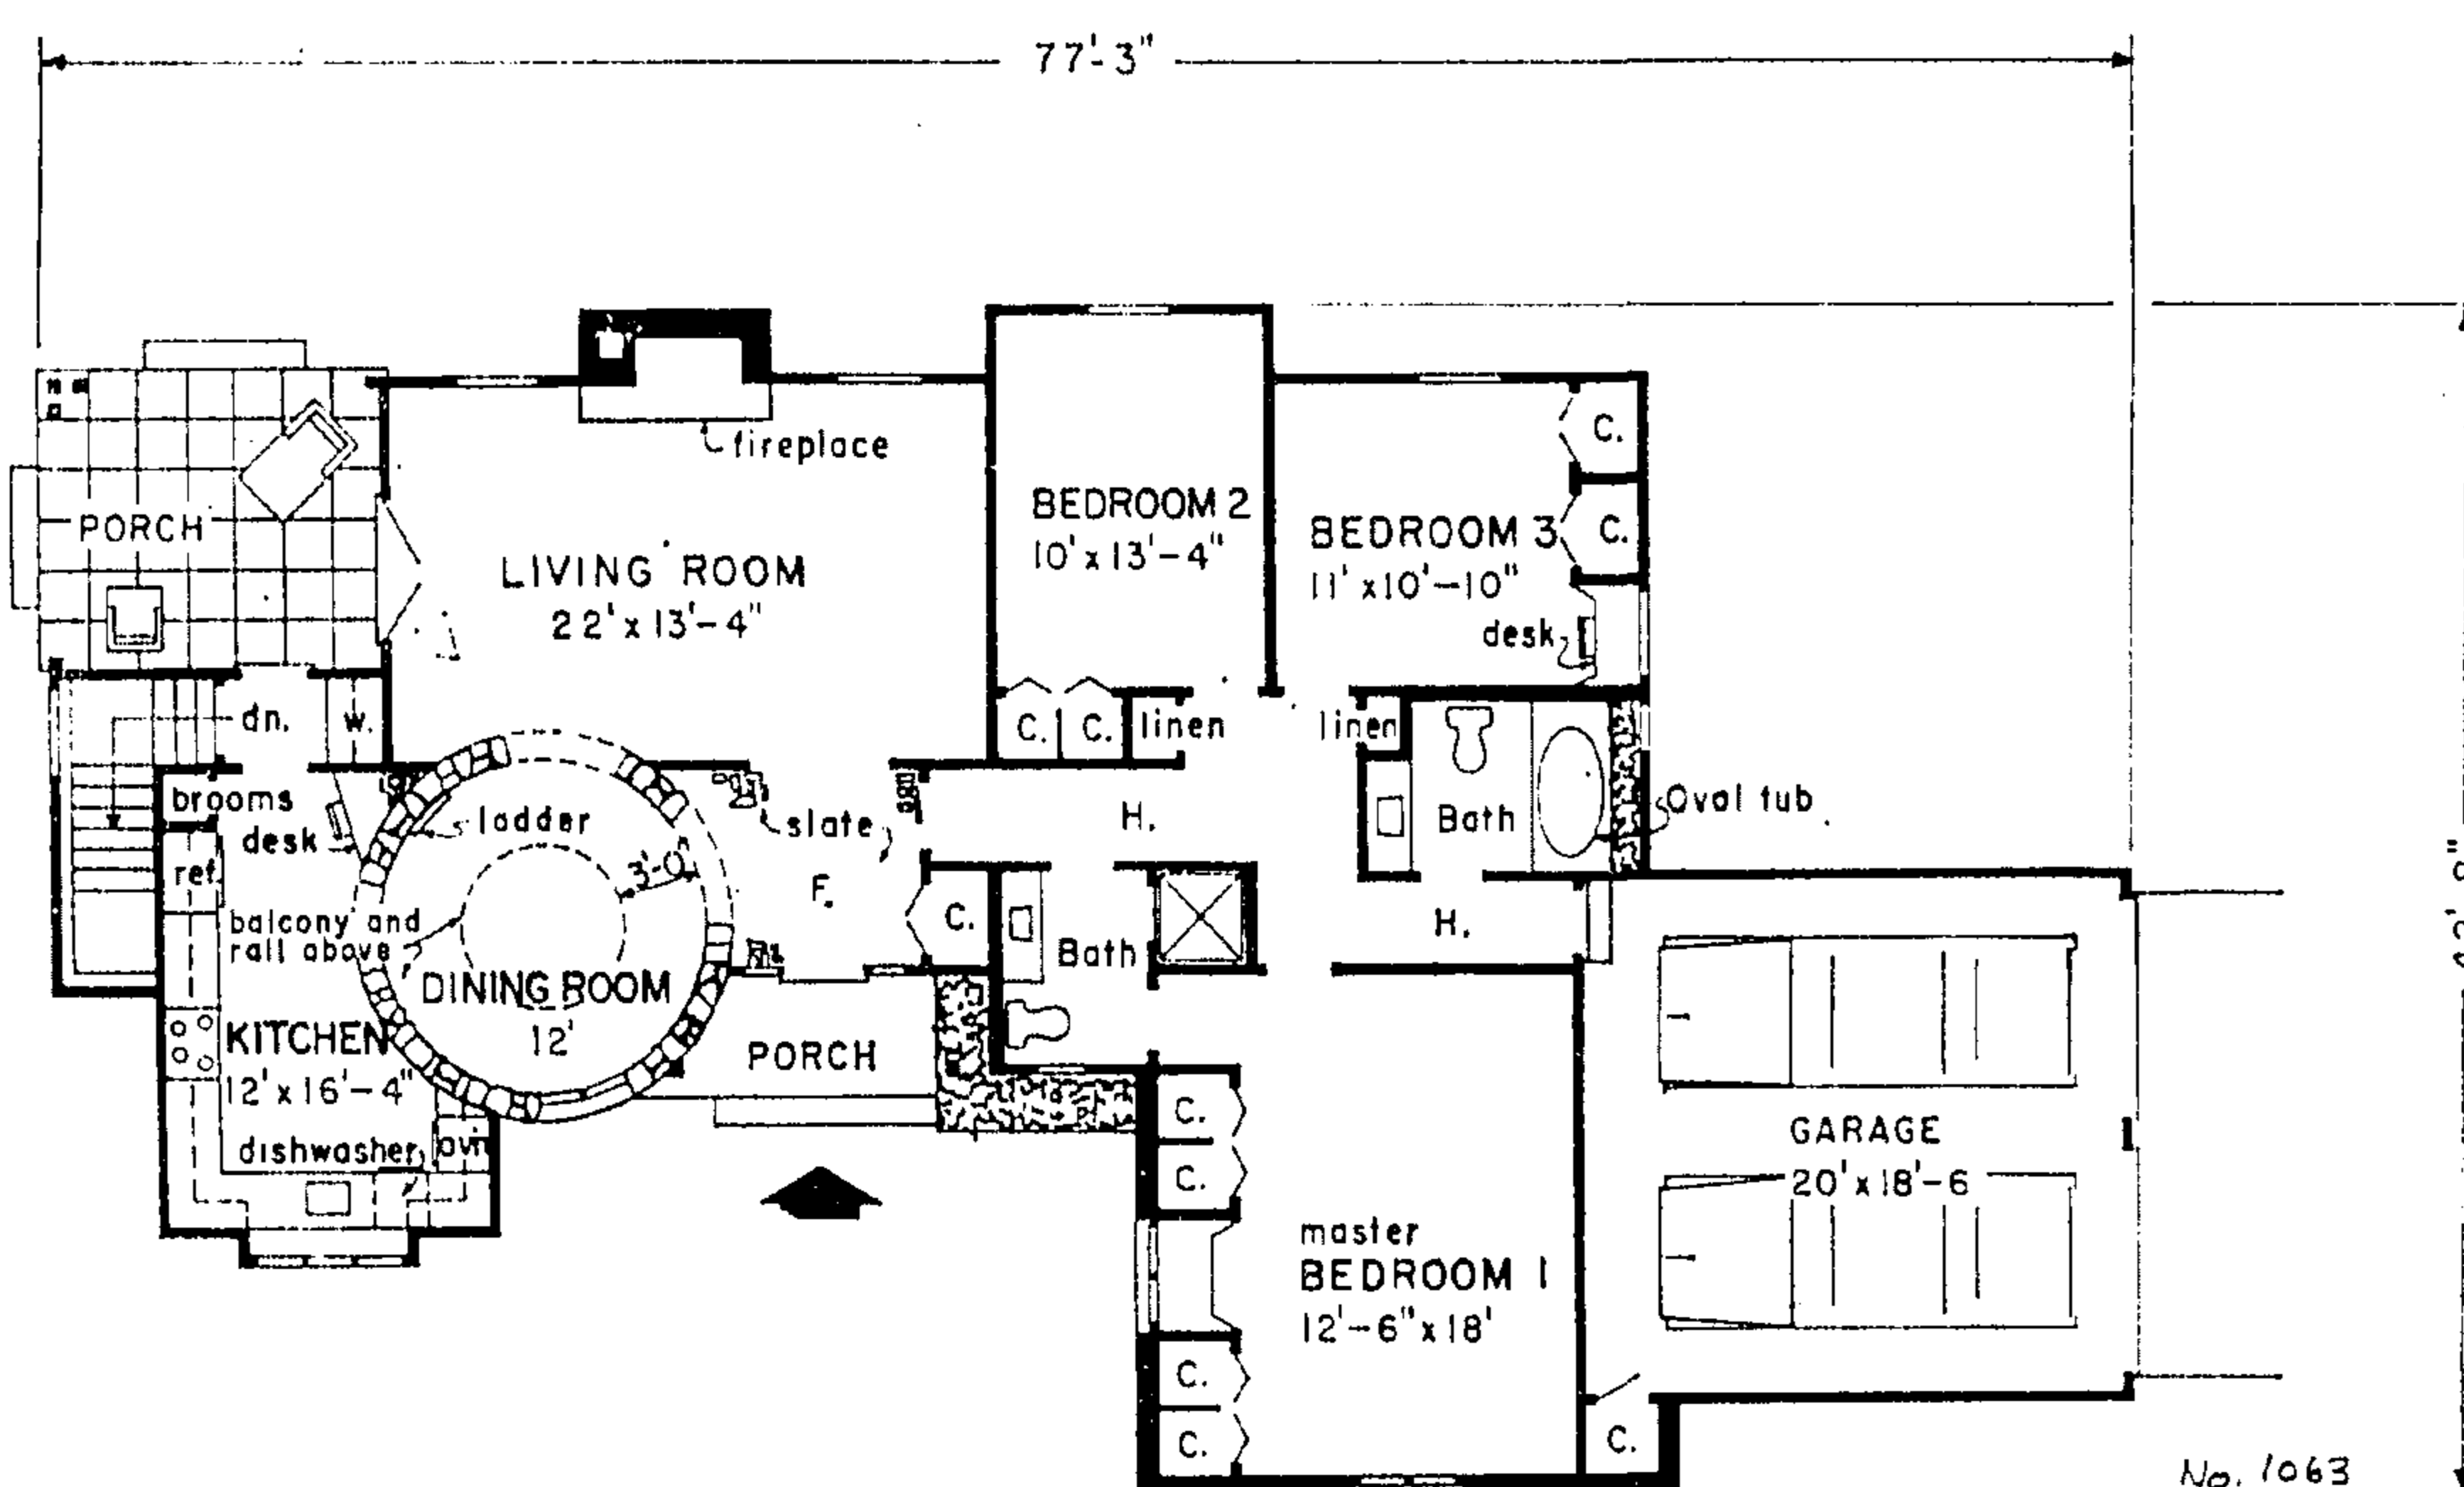 77'-3"
fireplace
PORCH
LIVING ROOM
22'x13'-4"
BEDROOM 2
10'x13'-4"
BEDROOM 3
11'x10'-10"
C.
C.
desk
dn.
w.
C.
C.
linen
linen
brooms
desk
ladder
slate
H.
Bath
Oval tub
ref.
3'-0"
F.
C.
balcony and
rail above
Bath
H.
DINING ROOM
12'
KITCHEN
12'x16'-4"
PORCH
dishwasher
ovn
C.
C.
GARAGE
20'x18'-6
master
BEDROOM 1
12'-6"x18'
C.
C.
C.
No. 1063